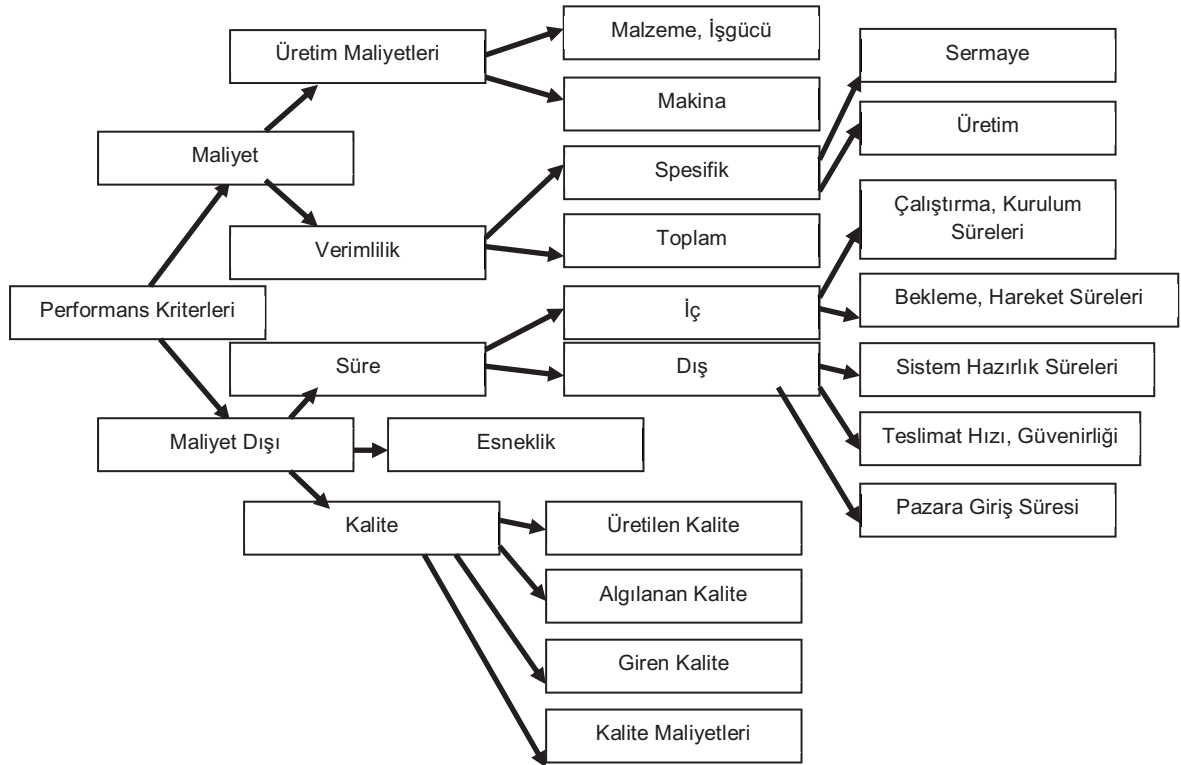 Üretim Maliyetleri
Malzeme, İşgücü
Makina
Sermaye
Üretim
Maliyet
Spesifik
Verimlilik
Toplam
Çalıştırma, Kurulum
Süreleri
Performans Kriterleri
İç
Bekleme, Hareket Süreleri
Süre
Dış
Sistem Hazırlık Süreleri
Maliyet Dışı
Esneklik
Teslimat Hızı, Güvenirliği
Pazara Giriş Süresi
Kalite
Üretilen Kalite
Algılanan Kalite
Giren Kalite
Kalite Maliyetleri